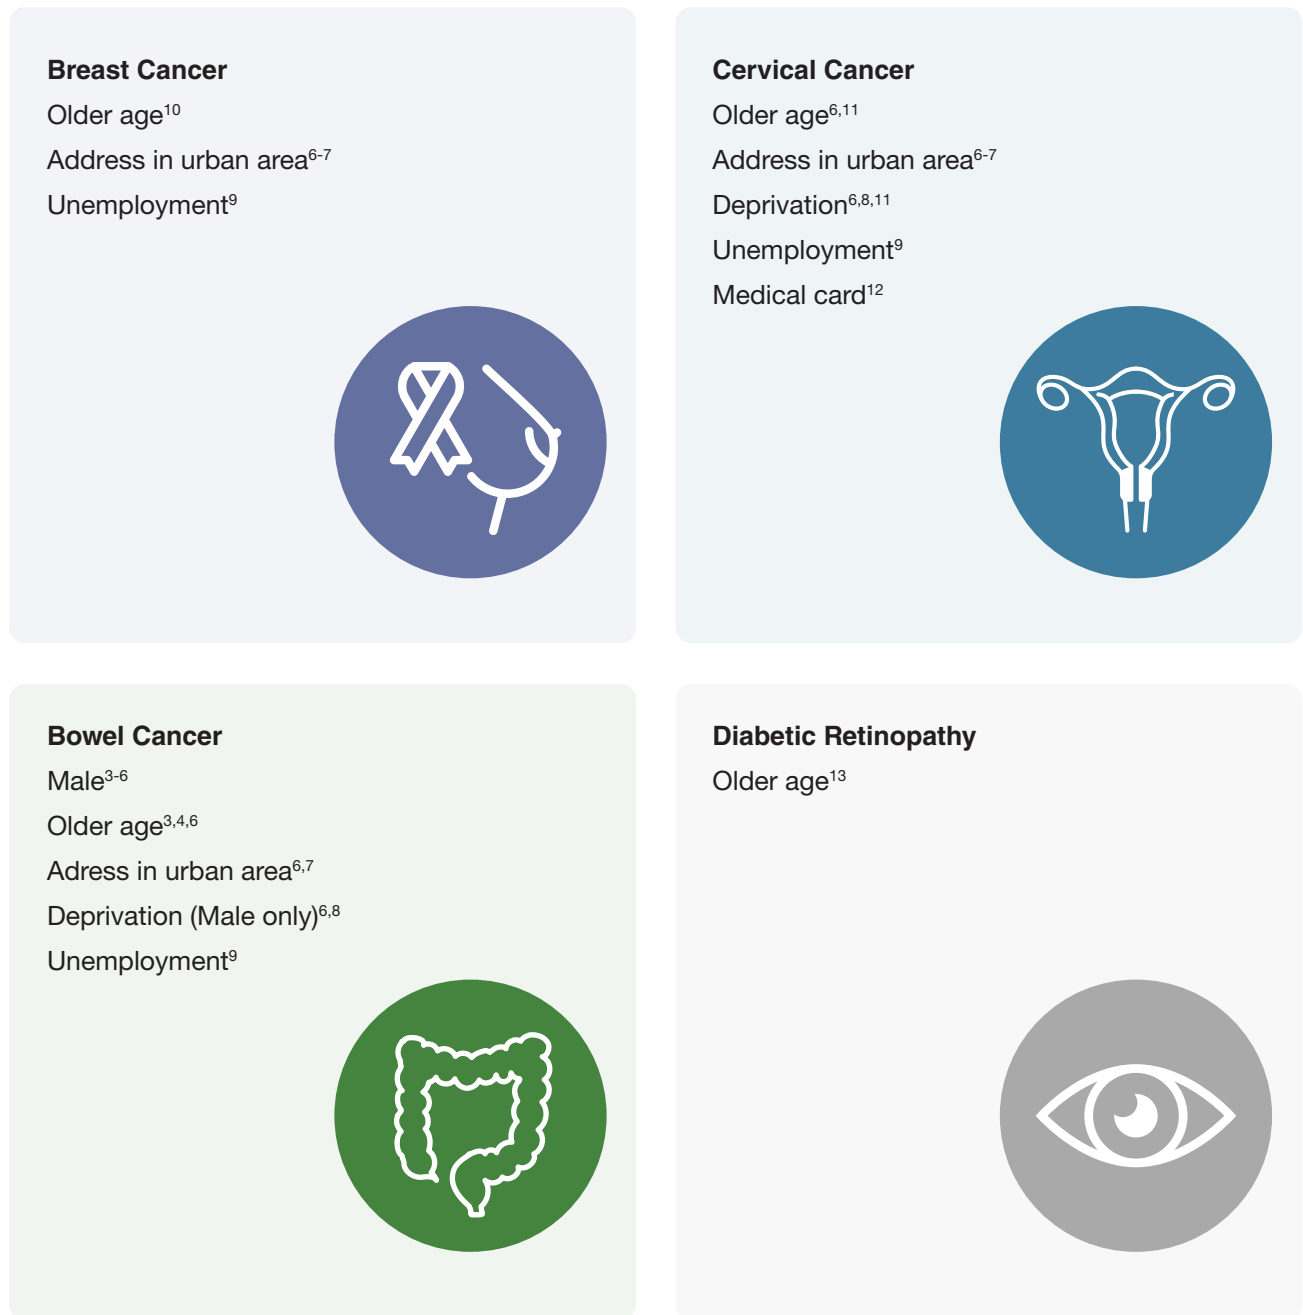 Breast Cancer
Older age10
Address in urban area6-7
Unemployment9
Cervical Cancer
Older age6,11
Address in urban area6-7
Deprivation6,8,11
Unemployment9
Medical card12
Bowel Cancer
Male3-6
Older age3,4,6
Adress in urban area6,7
Deprivation (Male only)6,8
Unemployment9
Diabetic Retinopathy
Older age13